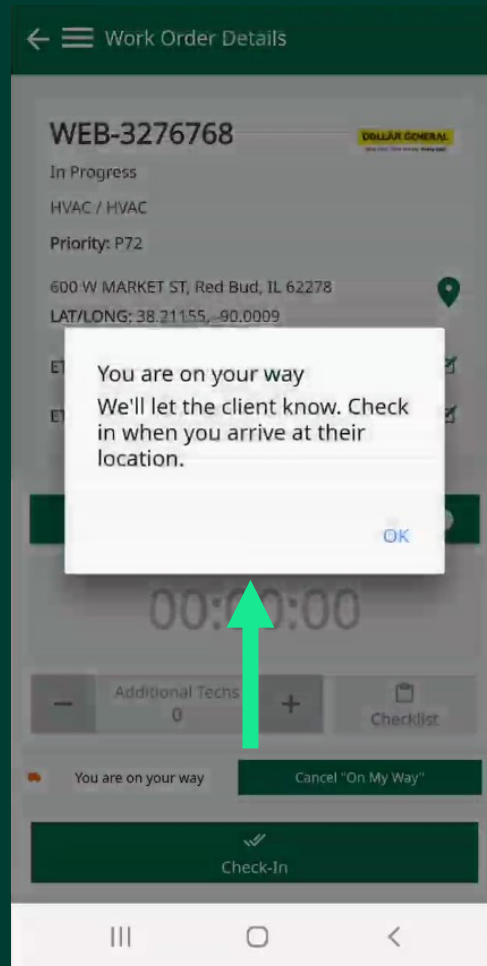 Work Order Details
WEB-3276768
DOLLAR GENERAL
In Progress
HVAC / HVAC
Priority: P72
600 W MARKET ST, Red Bud, IL 62278
LAT/LONG: 38.21155, -90.0009
ET
ET
You are on your way
We'll let the client know. Check
in when you arrive at their
location.
OK
Additional Techs
0
Checklist
You are on your way
Cancel "On My Way"
Check-In